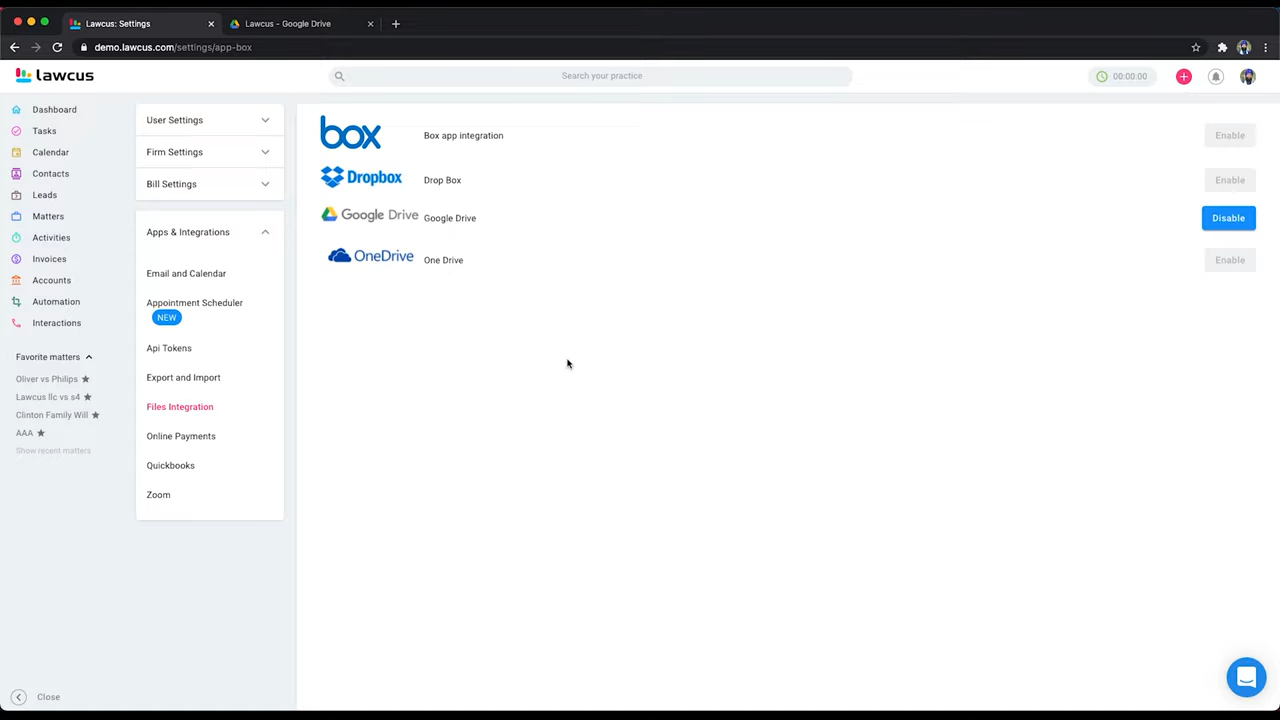 Lawcus: Settings
Lawcus - Google Drive
demo.lawcus.com/settings/app-box
lawcus
Search your practice
00:00:00
Dashboard
Tasks
Calendar
Contacts
Leads
Matters
Activities
Invoices
Accounts
Automation
Interactions
Favorite matters
Oliver vs Philips
Lawcus llc vs s4
Clinton Family Will
AAA
Show recent matters
Close
User Settings
Firm Settings
Bill Settings
Apps & Integrations
Email and Calendar
Appointment Scheduler
NEW
Api Tokens
Export and Import
Files Integration
Online Payments
Quickbooks
Zoom
box Box app integration Enable
Dropbox Drop Box Enable
Google Drive Google Drive Disable
OneDrive One Drive Enable